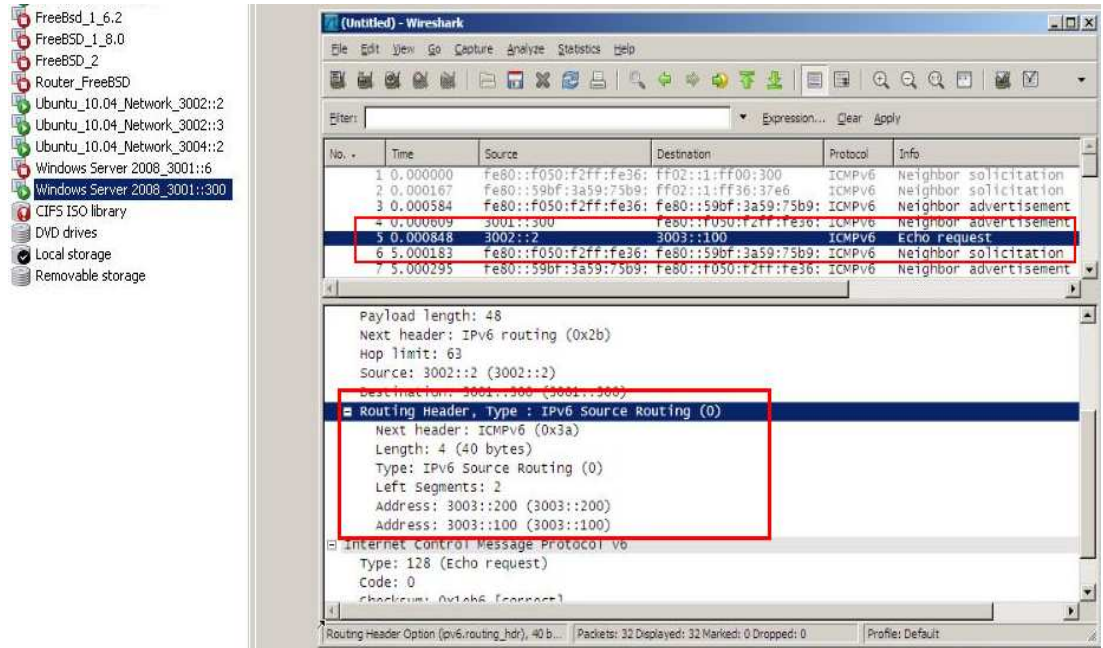 FreeBsd_1_6.2
FreeBSD_1_8.0
FreeBSD_2
Router_FreeBSD
Ubuntu_10.04_Network_3002::2
Ubuntu_10.04_Network_3002::3
Ubuntu_10.04_Network_3004::2
Windows Server 2008_3001::6
Windows Server 2008_3001::300
CIFS ISO library
DVD drives
Local storage
Removable storage
(Untitled) - Wireshark
File Edit View Go Capture Analyze Statistics Help
Filter: Expression... Clear Apply
No. Time Source Destination Protocol Info
1 0.000000 fe80::f050:f2ff:fe36: ff02::1:ff00:300 ICMPv6 Neighbor solicitation
2 0.000167 fe80::59bf:3a59:75b9: ff02::1:ff36:37e6 ICMPv6 Neighbor solicitation
3 0.000584 fe80::f050:f2ff:fe36: fe80::59bf:3a59:75b9: ICMPv6 Neighbor advertisement
4 0.000609 3001::300 fe80::f050:f2ff:fe36: ICMPv6 Neighbor advertisement
5 0.000848 3002::2 3003::100 ICMPv6 Echo request
6 5.000183 fe80::f050:f2ff:fe36: fe80::59bf:3a59:75b9: ICMPv6 Neighbor solicitation
7 5.000295 fe80::59bf:3a59:75b9: fe80::f050:f2ff:fe36: ICMPv6 Neighbor advertisement
Payload length: 48
Next header: IPv6 routing (0x2b)
Hop limit: 63
Source: 3002::2 (3002::2)
Destination: 3001::300 (3001::300)
Routing Header, Type : IPv6 Source Routing (0)
Next header: ICMPv6 (0x3a)
Length: 4 (40 bytes)
Type: IPv6 Source Routing (0)
Left Segments: 2
Address: 3003::200 (3003::200)
Address: 3003::100 (3003::100)
Internet Control Message Protocol v6
Type: 128 (Echo request)
Code: 0
Checksum: 0x1eb6 [correct]
Routing Header Option (ipv6.routing_hdr), 40 b... Packets: 32 Displayed: 32 Marked: 0 Dropped: 0 Profile: Default